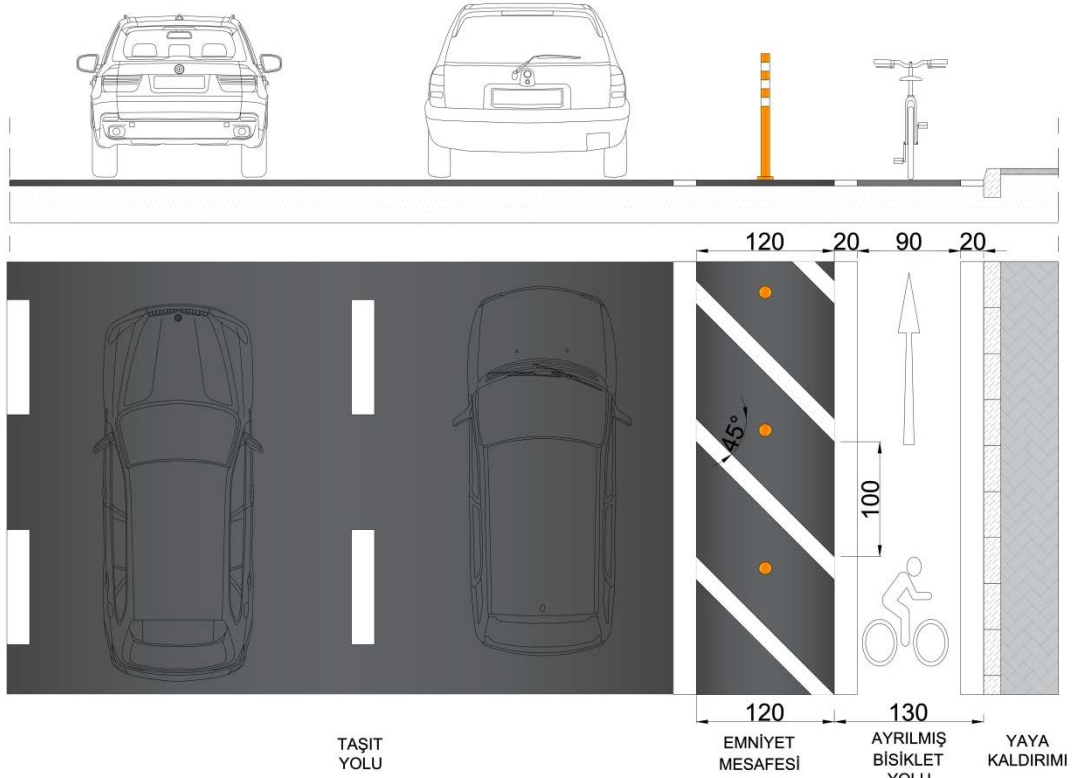 120 20 90 20
45°
100
120 130
TAŞIT
YOLU
EMNİYET
MESAFESİ
AYRILMIŞ
BİSİKLET
YOLU
YAYA
KALDIRIMI